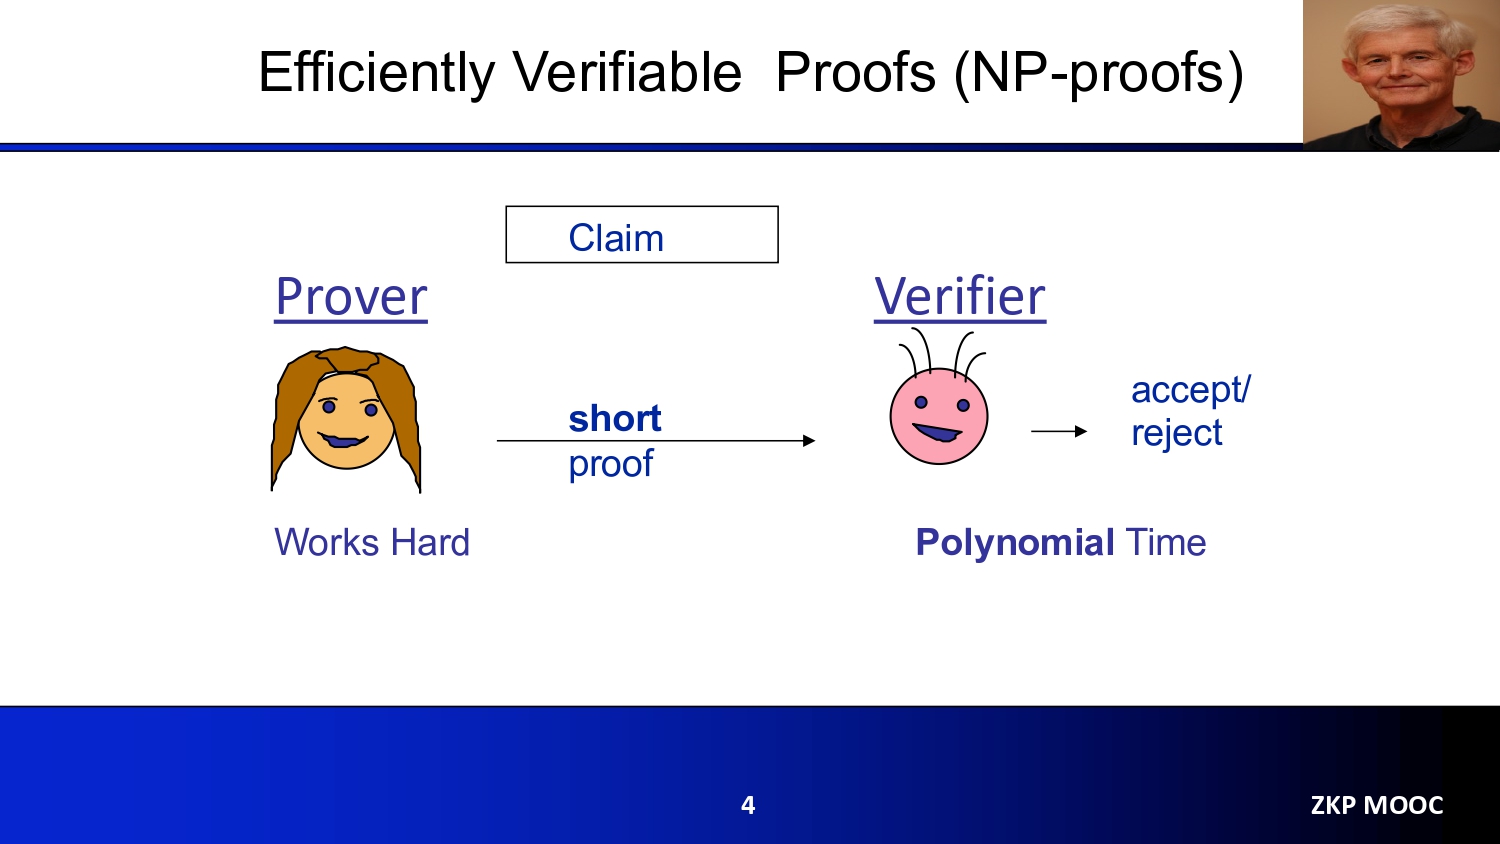 Efficiently Verifiable  Proofs (NP-proofs)
Claim
Prover
Verifier
short
proof
accept/
reject
Works Hard
Polynomial Time
4
ZKP MOOC